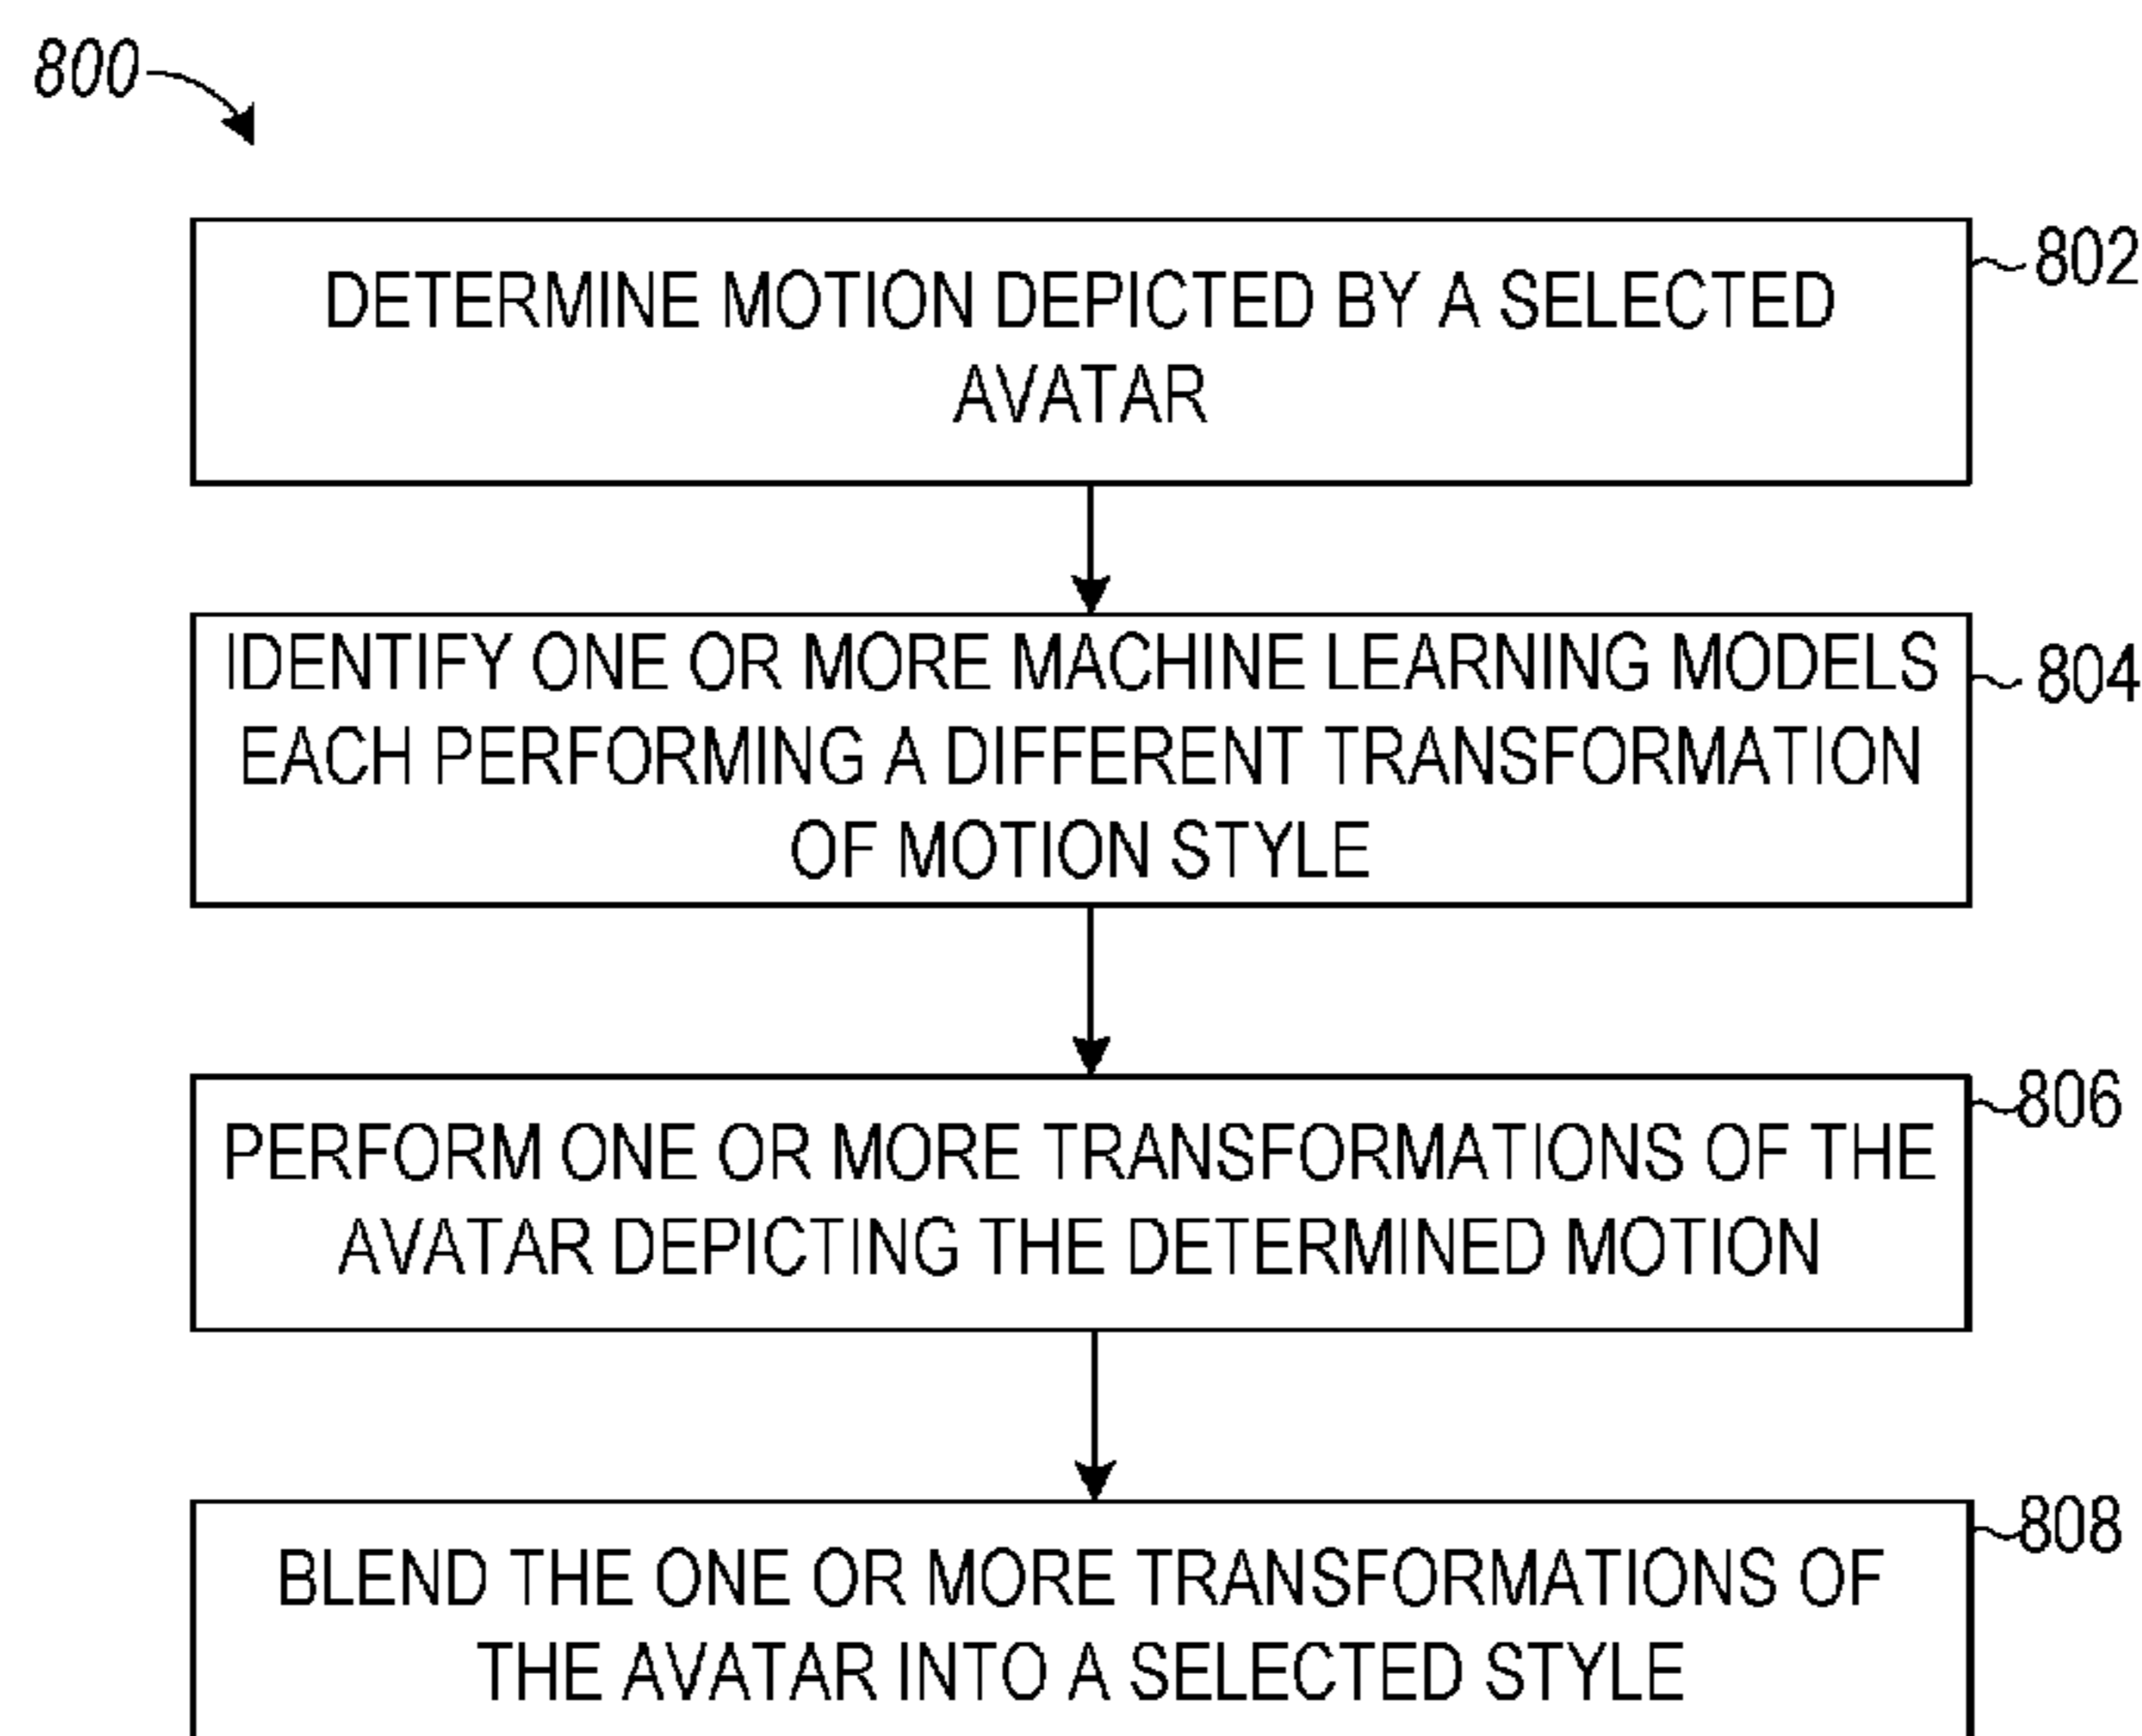 800
DETERMINE MOTION DEPICTED BY A SELECTED
AVATAR
802
IDENTIFY ONE OR MORE MACHINE LEARNING MODELS
EACH PERFORMING A DIFFERENT TRANSFORMATION
OF MOTION STYLE
804
PERFORM ONE OR MORE TRANSFORMATIONS OF THE
AVATAR DEPICTING THE DETERMINED MOTION
806
BLEND THE ONE OR MORE TRANSFORMATIONS OF
THE AVATAR INTO A SELECTED STYLE
808